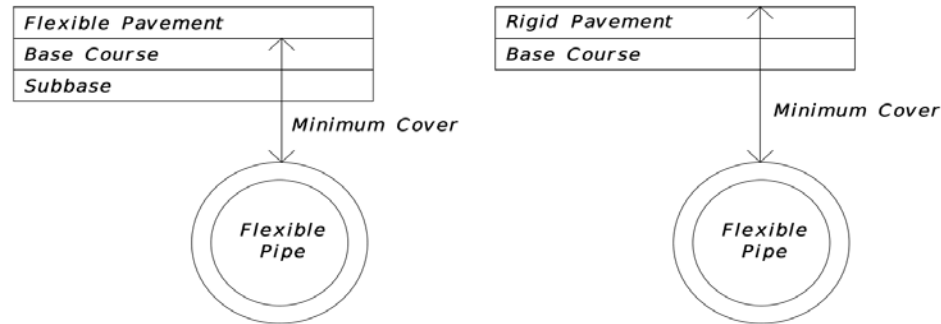 Flexible Pavement
Base Course
Subbase
Minimum Cover
Flexible
Pipe
Rigid Pavement
Base Course
Minimum Cover
Flexible
Pipe